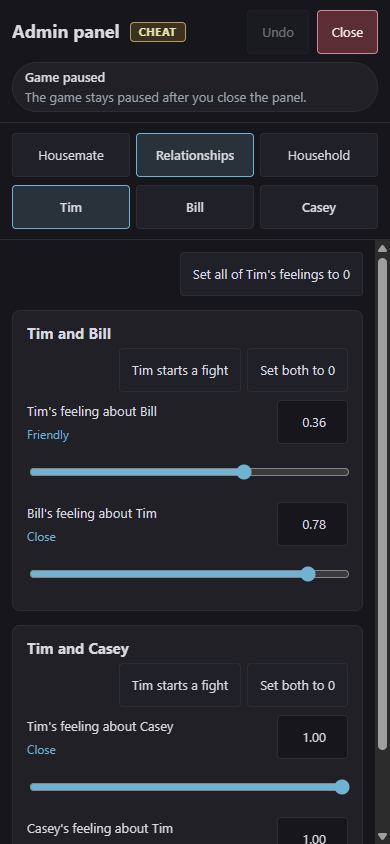 Admin panel CHEAT Undo Close
Game paused
The game stays paused after you close the panel.
Housemate Relationships Household
Tim Bill Casey
Set all of Tim's feelings to 0
Tim and Bill
Tim starts a fight Set both to 0
Tim's feeling about Bill 0.36
Friendly
Bill's feeling about Tim 0.78
Close
Tim and Casey
Tim starts a fight Set both to 0
Tim's feeling about Casey 1.00
Close
Casey's feeling about Tim 1.00